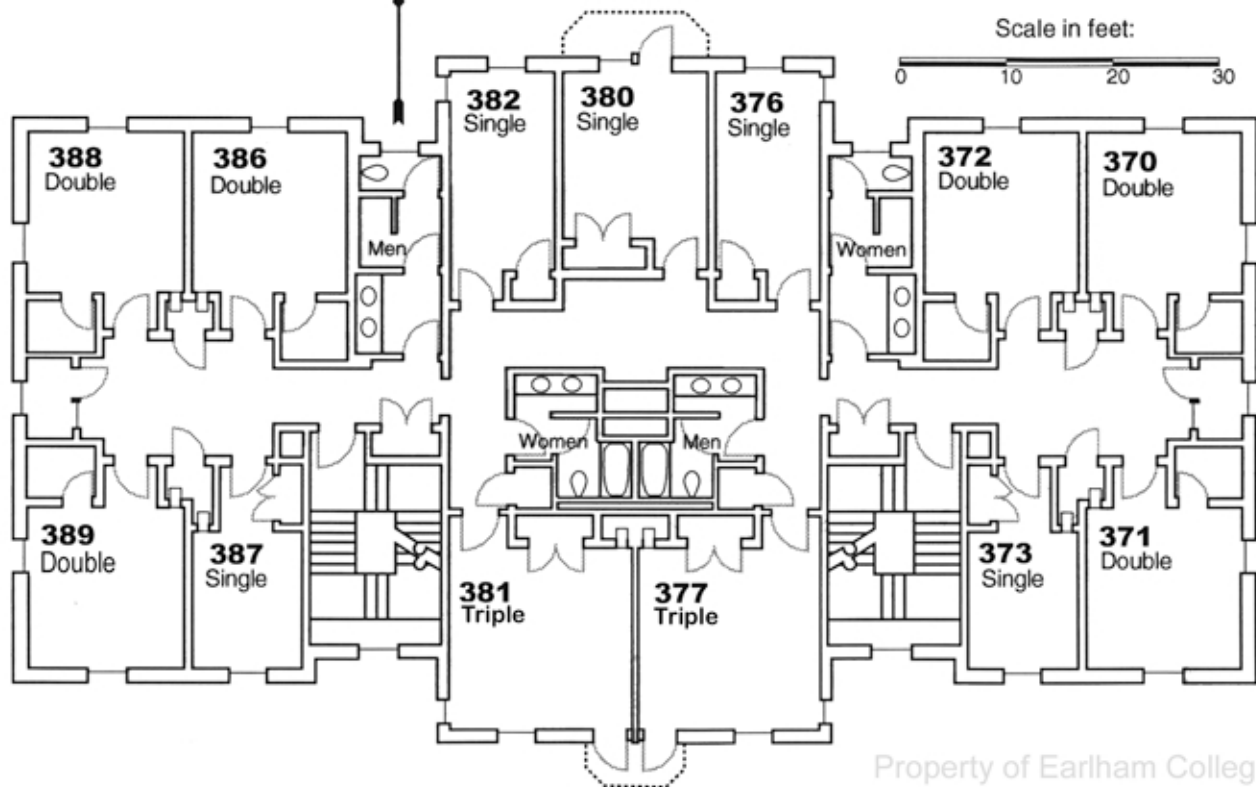 Scale in feet:
0 10 20 30
382
Single
380
Single
376
Single
388
Double
386
Double
372
Double
370
Double
Men
Women
Women
Men
389
Double
387
Single
381
Triple
377
Triple
373
Single
371
Double
Property of Earlham Colleg